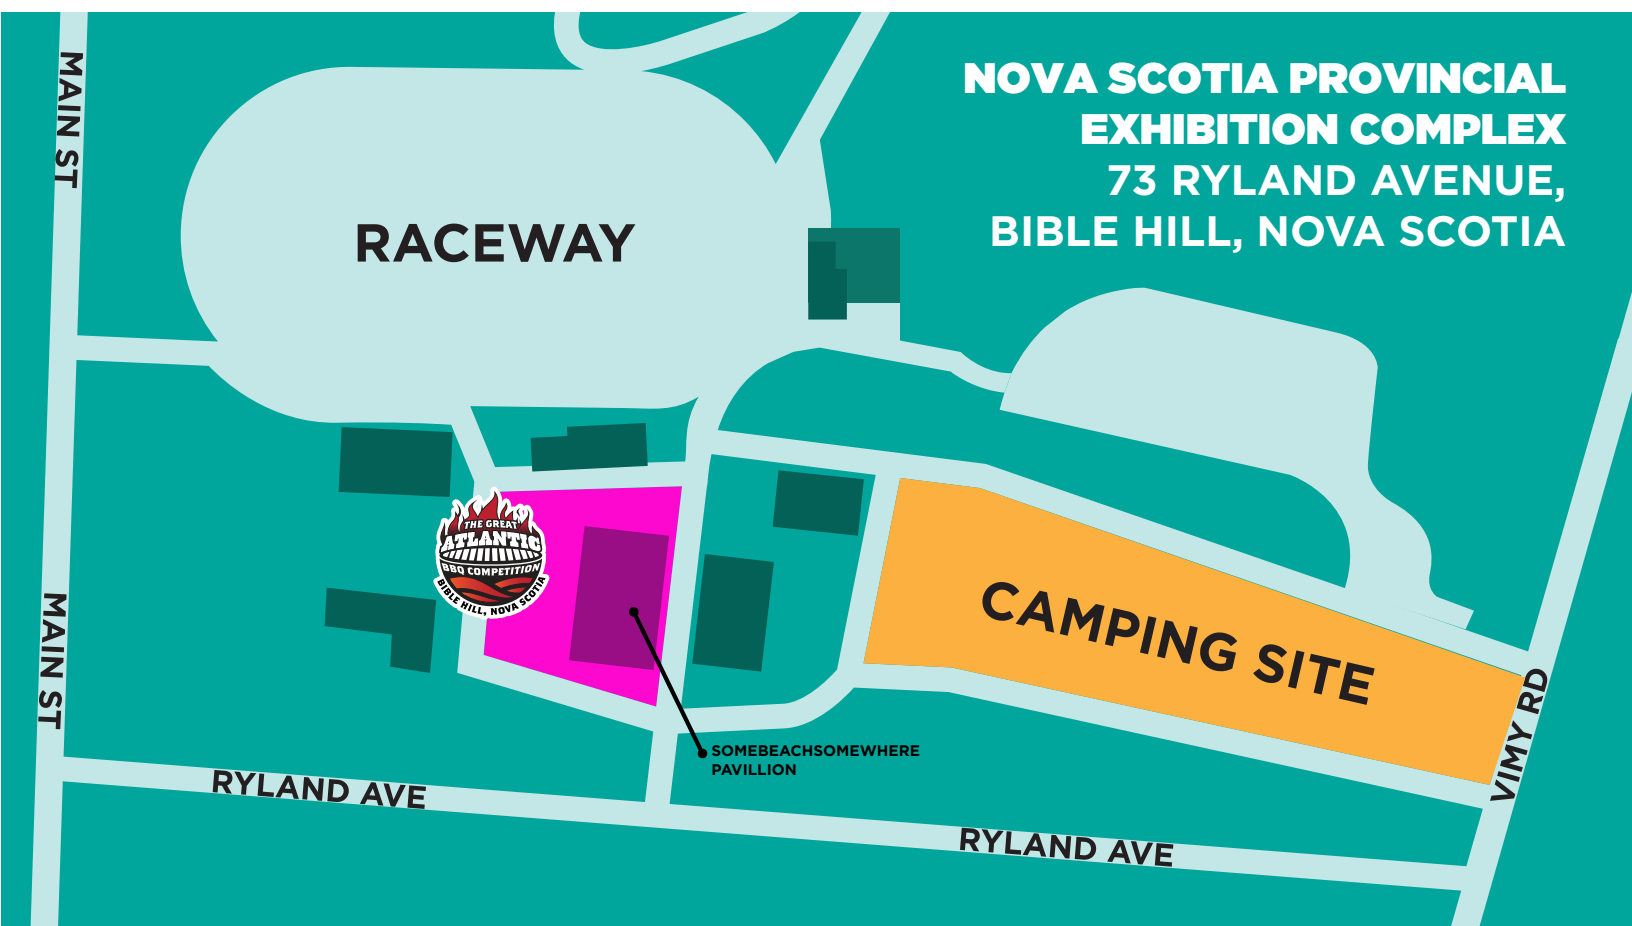 NOVA SCOTIA PROVINCIAL
EXHIBITION COMPLEX
73 RYLAND AVENUE,
BIBLE HILL, NOVA SCOTIA
MAIN ST
RACEWAY
THE GREAT
ATLANTIC
BBQ COMPETITION
BIBLE HILL, NOVA SCOTIA
CAMPING SITE
MAIN ST
VIMY RD
SOMEBEACHSOMEWHERE
PAVILLION
RYLAND AVE
RYLAND AVE